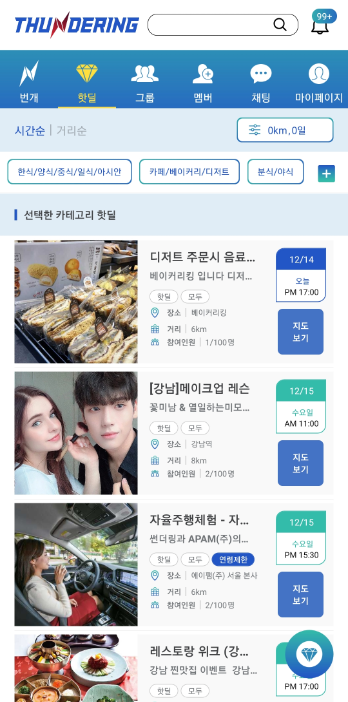 THUNDERING
99+
번개 핫딜 그룹 멤버 채팅 마이페이지
시간순 | 거리순
0km,0일
한식/양식/중식/일식/아시안 카페/베이커리/디저트 분식/야식 +
선택한 카테고리 핫딜
디저트 주문시 음료...
베이커리킹 입니다 디저...
핫딜 모두
장소 | 베이커리킹
거리 | 6km
참여인원 | 1/100명
12/14
오늘
PM 17:00
지도
보기
[강남]메이크업 레슨
꽃미남 & 열일하는미모...
핫딜 모두
장소 | 강남역
거리 | 8km
참여인원 | 2/100명
12/15
수요일
AM 11:00
지도
보기
자율주행체험 - 자...
썬더링과 APAM(주)의...
핫딜 모두 연령제한
장소 | 에이팸(주) 서울 본사
거리 | 6km
참여인원 | 2/100명
12/15
수요일
PM 15:30
지도
보기
레스토랑 위크 (강...
강남 찐맛집 이벤트 강남...
핫딜 모두
PM 17:00